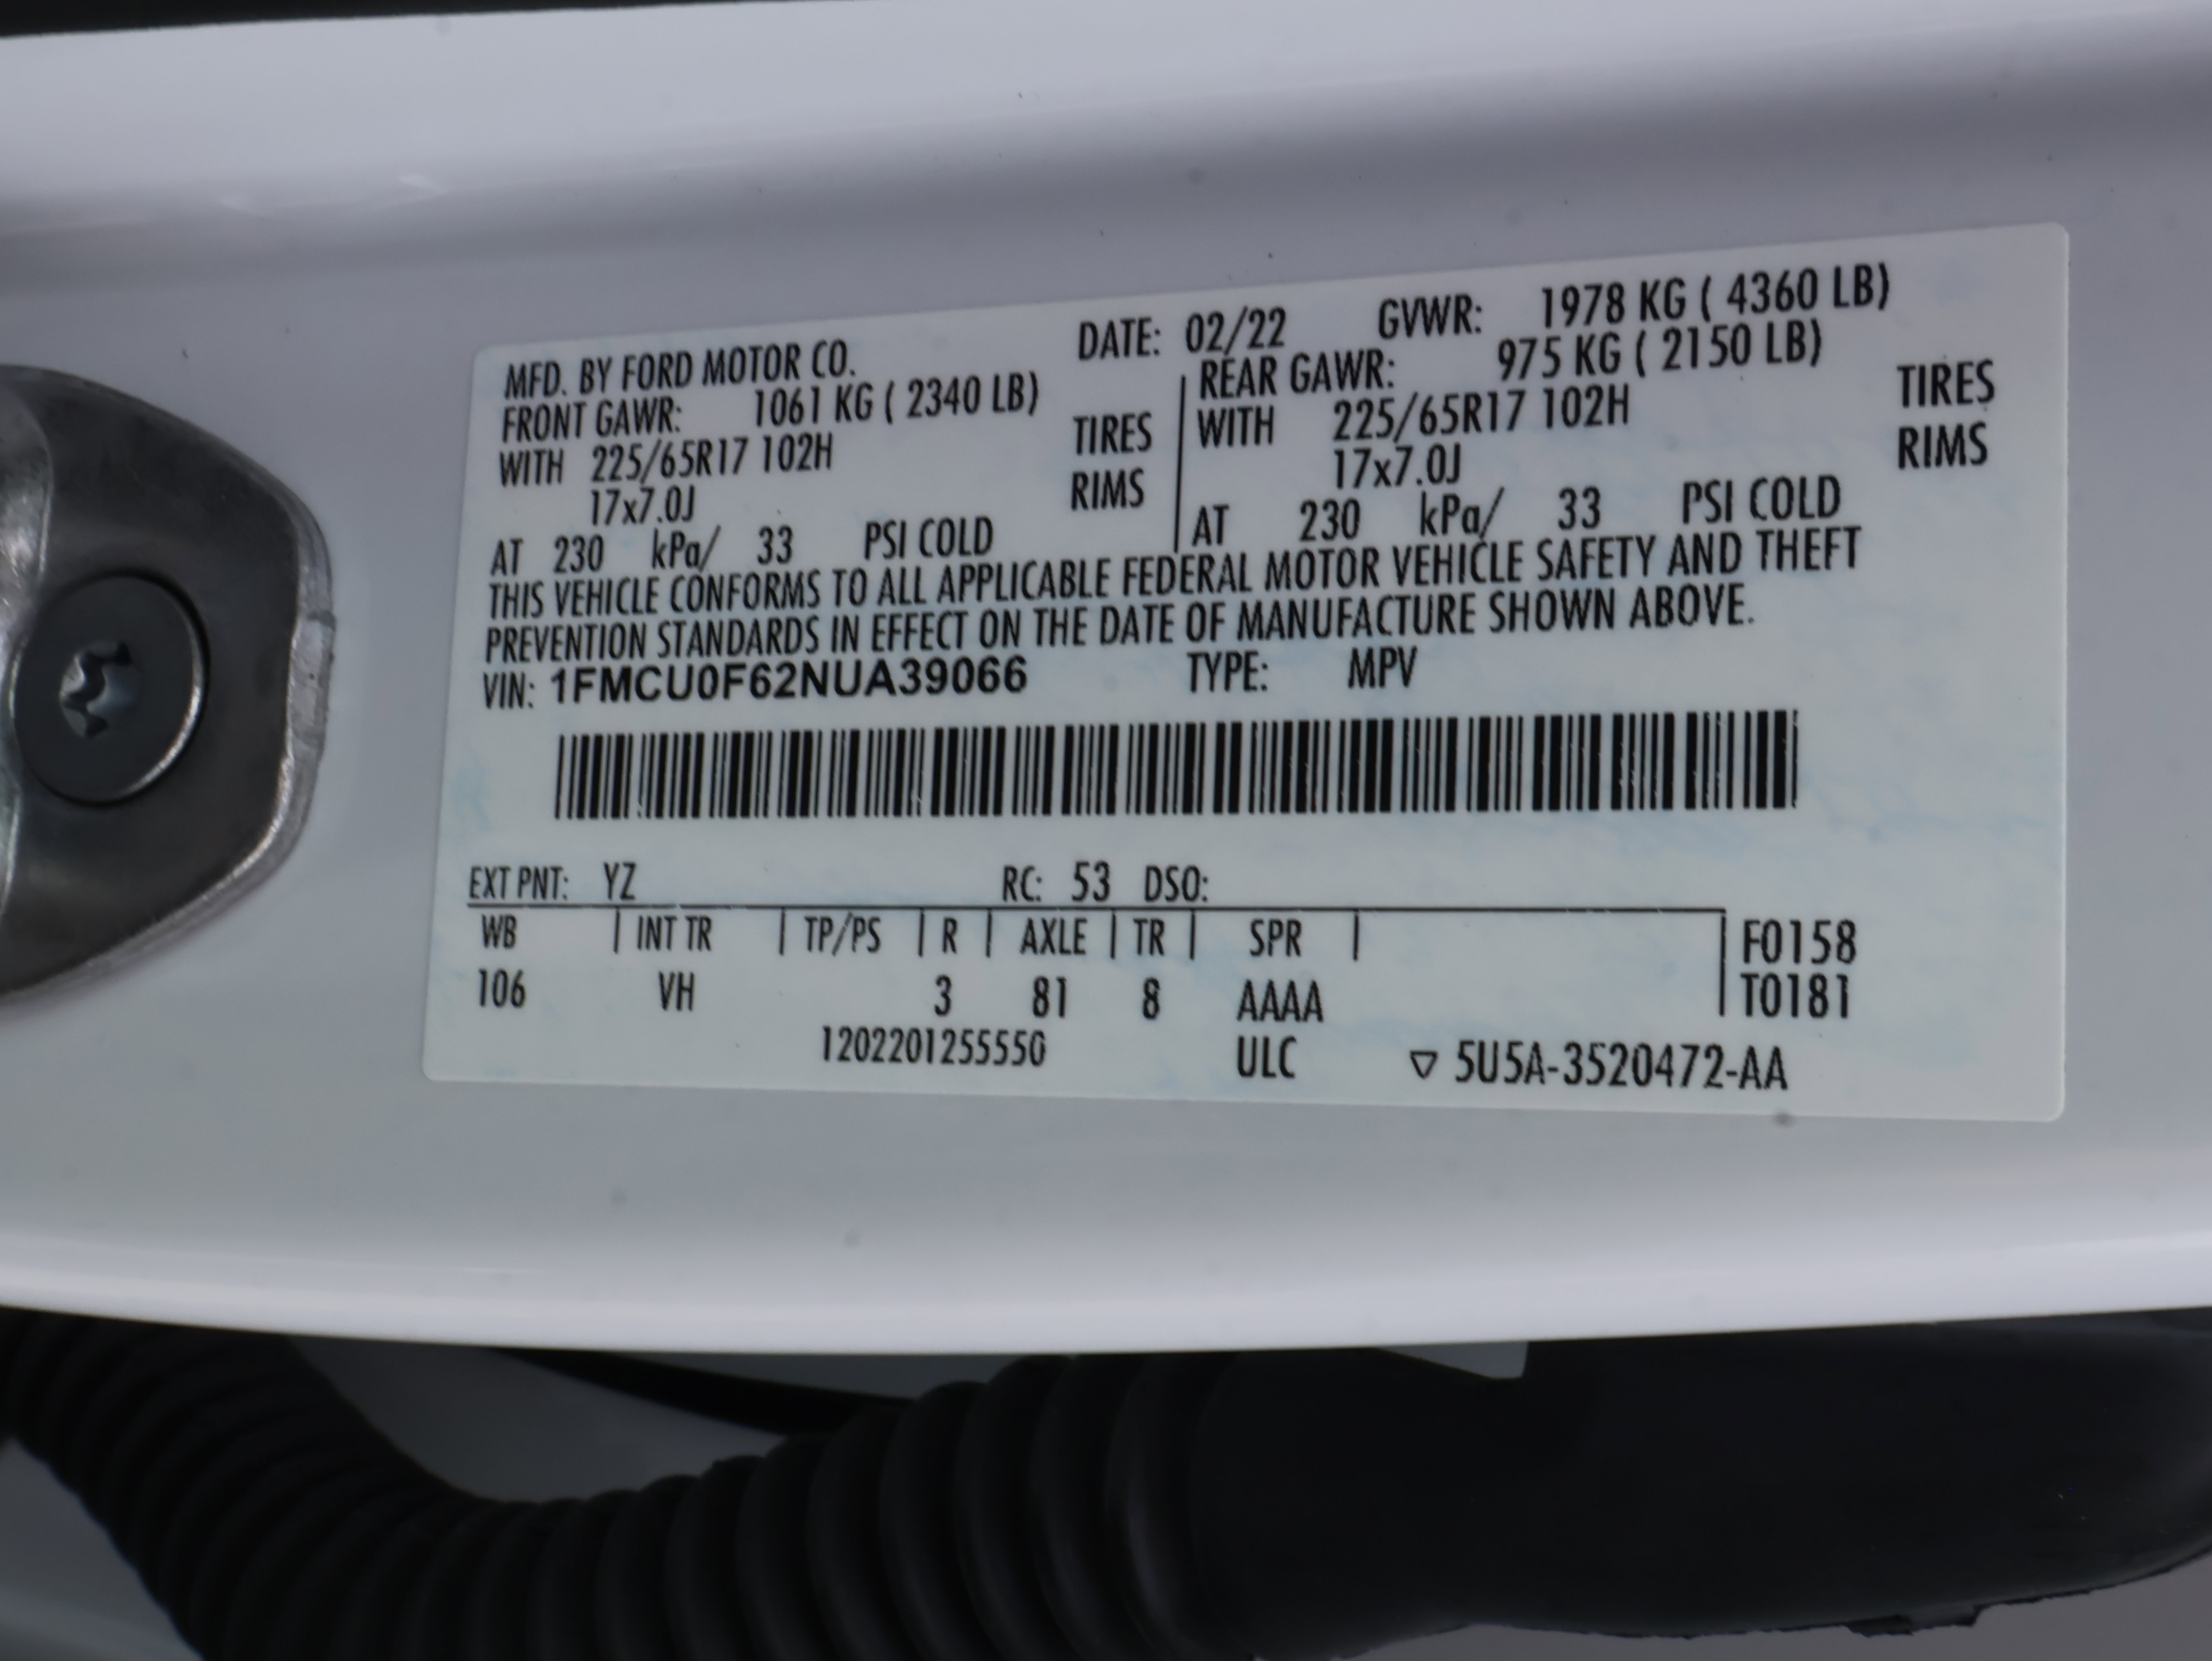 MFD. BY FORD MOTOR CO. DATE: 02/22 GVWR: 1978 KG ( 4360 LB)
FRONT GAWR: 1061 KG ( 2340 LB) REAR GAWR: 975 KG ( 2150 LB)
WITH 225/65R17 102H TIRES WITH 225/65R17 102H TIRES
17x7.0J RIMS 17x7.0J RIMS
AT 230 kPa/ 33 PSI COLD AT 230 kPa/ 33 PSI COLD
THIS VEHICLE CONFORMS TO ALL APPLICABLE FEDERAL MOTOR VEHICLE SAFETY AND THEFT
PREVENTION STANDARDS IN EFFECT ON THE DATE OF MANUFACTURE SHOWN ABOVE.
VIN: 1FMCU0F62NUA39066 TYPE: MPV
EXT PNT: YZ RC: 53 DSO:
WB INT TR TP/PS R AXLE TR SPR F0158
106 VH 3 81 8 AAAA T0181
1202201255550 ULC ▽ 5U5A-3520472-AA